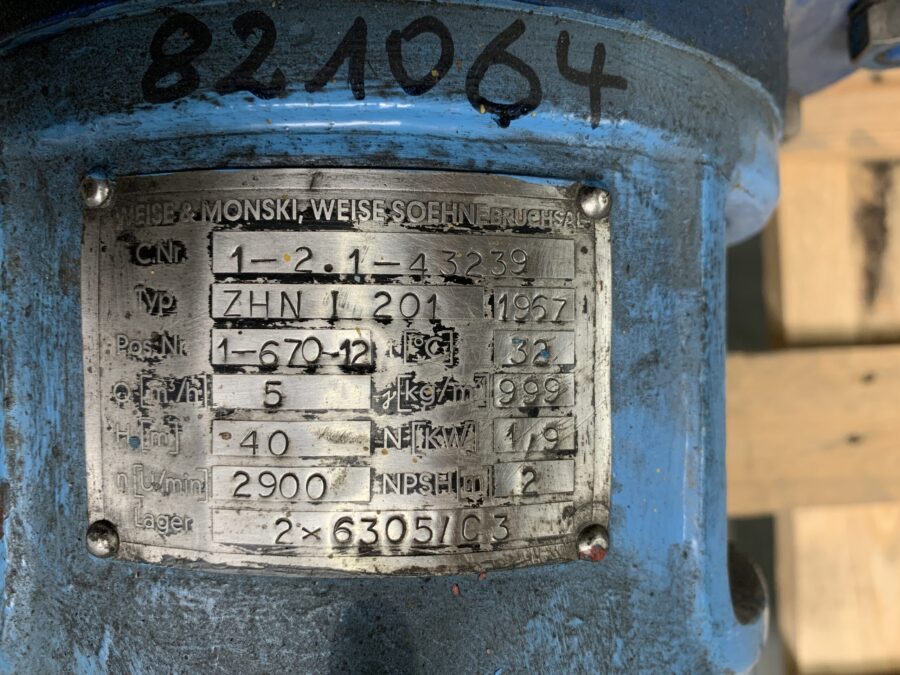 821064
WEISE & MONSKI, WEISE SOEHNE BRUCHSAL
C.Nr. 1-2.1-43239
Typ ZHN I 201 1967
Pos.Nr. 1-670-12 t [°C] 32
Q [m³/h] 5 γ [kg/m³] 999
H [m] 40 N [KW] 1,9
n [U/min] 2900 NPSH [m] 2
Lager 2×6305/C3